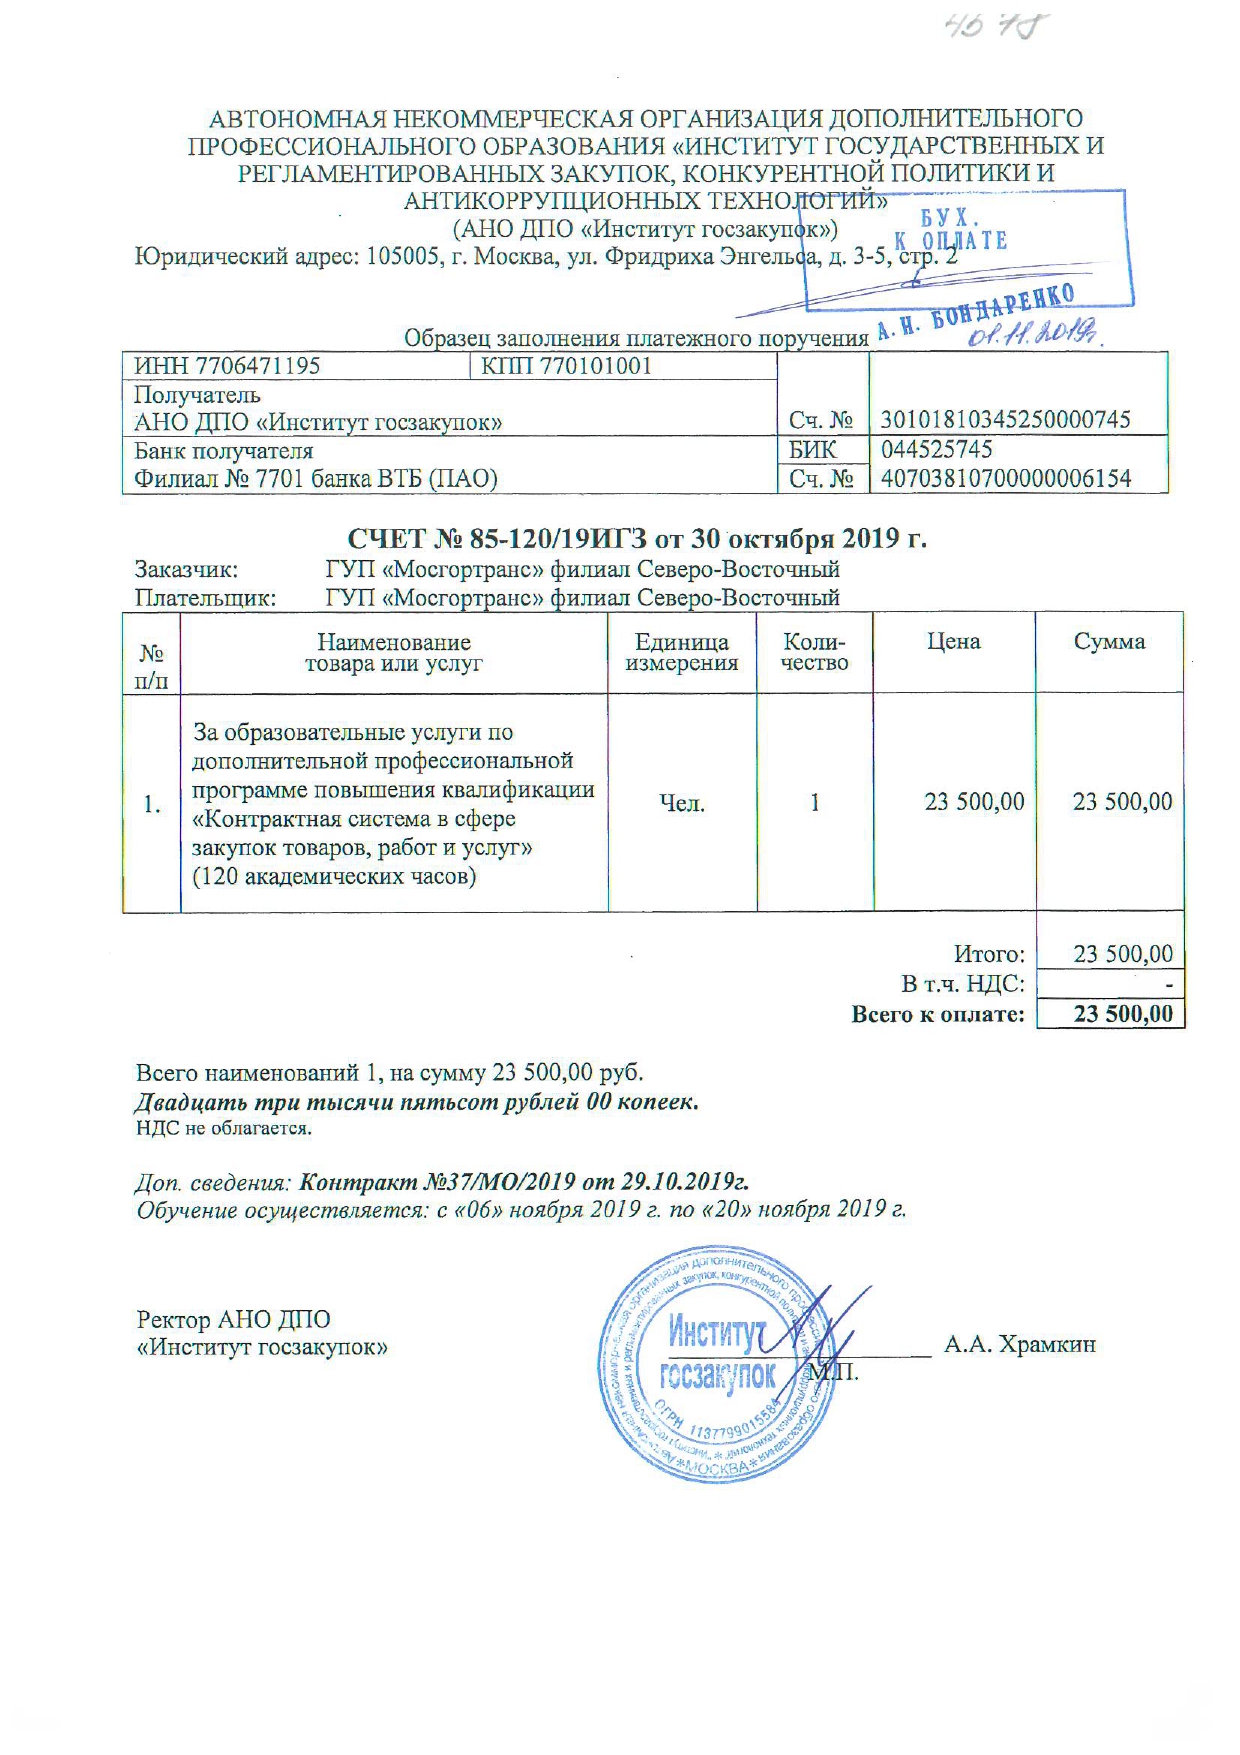 АВТОНОМНАЯ НЕКОММЕРЧЕСКАЯ ОРГАНИЗАЦИЯ ДОПОЛНИТЕЛЬНОГО
ПРОФЕССИОНАЛЬНОГО ОБРАЗОВАНИЯ «ИНСТИТУТ ГОСУДАРСТВЕННЫХ И
РЕГЛАМЕНТИРОВАННЫХ ЗАКУПОК, КОНКУРЕНТНОЙ ПОЛИТИКИ И
АНТИКОРРУПЦИОННЫХ ТЕХНОЛОГИЙ»
(АНО ДПО «Институт госзакупок»)
Юридический адрес: 105005, г. Москва, ул. Фридриха Энгельса, д. 3-5, стр. 2
БУХ.
К ОПЛАТЕ
А. Н. БОНДАРЕНКО
01.11.2019г.
Образец заполнения платежного поручения
ИНН 7706471195 КПП 770101001
Получатель
АНО ДПО «Институт госзакупок» Сч. № 30101810345250000745
Банк получателя БИК 044525745
Филиал № 7701 банка ВТБ (ПАО) Сч. № 40703810700000006154
СЧЕТ № 85-120/19ИГЗ от 30 октября 2019 г.
Заказчик: ГУП «Мосгортранс» филиал Северо-Восточный
Плательщик: ГУП «Мосгортранс» филиал Северо-Восточный
№ п/п Наименование товара или услуг Единица измерения Коли-чество Цена Сумма
За образовательные услуги по
дополнительной профессиональной
программе повышения квалификации
1. «Контрактная система в сфере Чел. 1 23 500,00 23 500,00
закупок товаров, работ и услуг»
(120 академических часов)
Итого: 23 500,00
В т.ч. НДС: -
Всего к оплате: 23 500,00
Всего наименований 1, на сумму 23 500,00 руб.
Двадцать три тысячи пятьсот рублей 00 копеек.
НДС не облагается.
Доп. сведения: Контракт №37/МО/2019 от 29.10.2019г.
Обучение осуществляется: с «06» ноября 2019 г. по «20» ноября 2019 г.
Ректор АНО ДПО
«Институт госзакупок» А.А. Храмкин
М.П.
Институт
госзакупок
ОГРН 1137799015584
*МОСКВА*